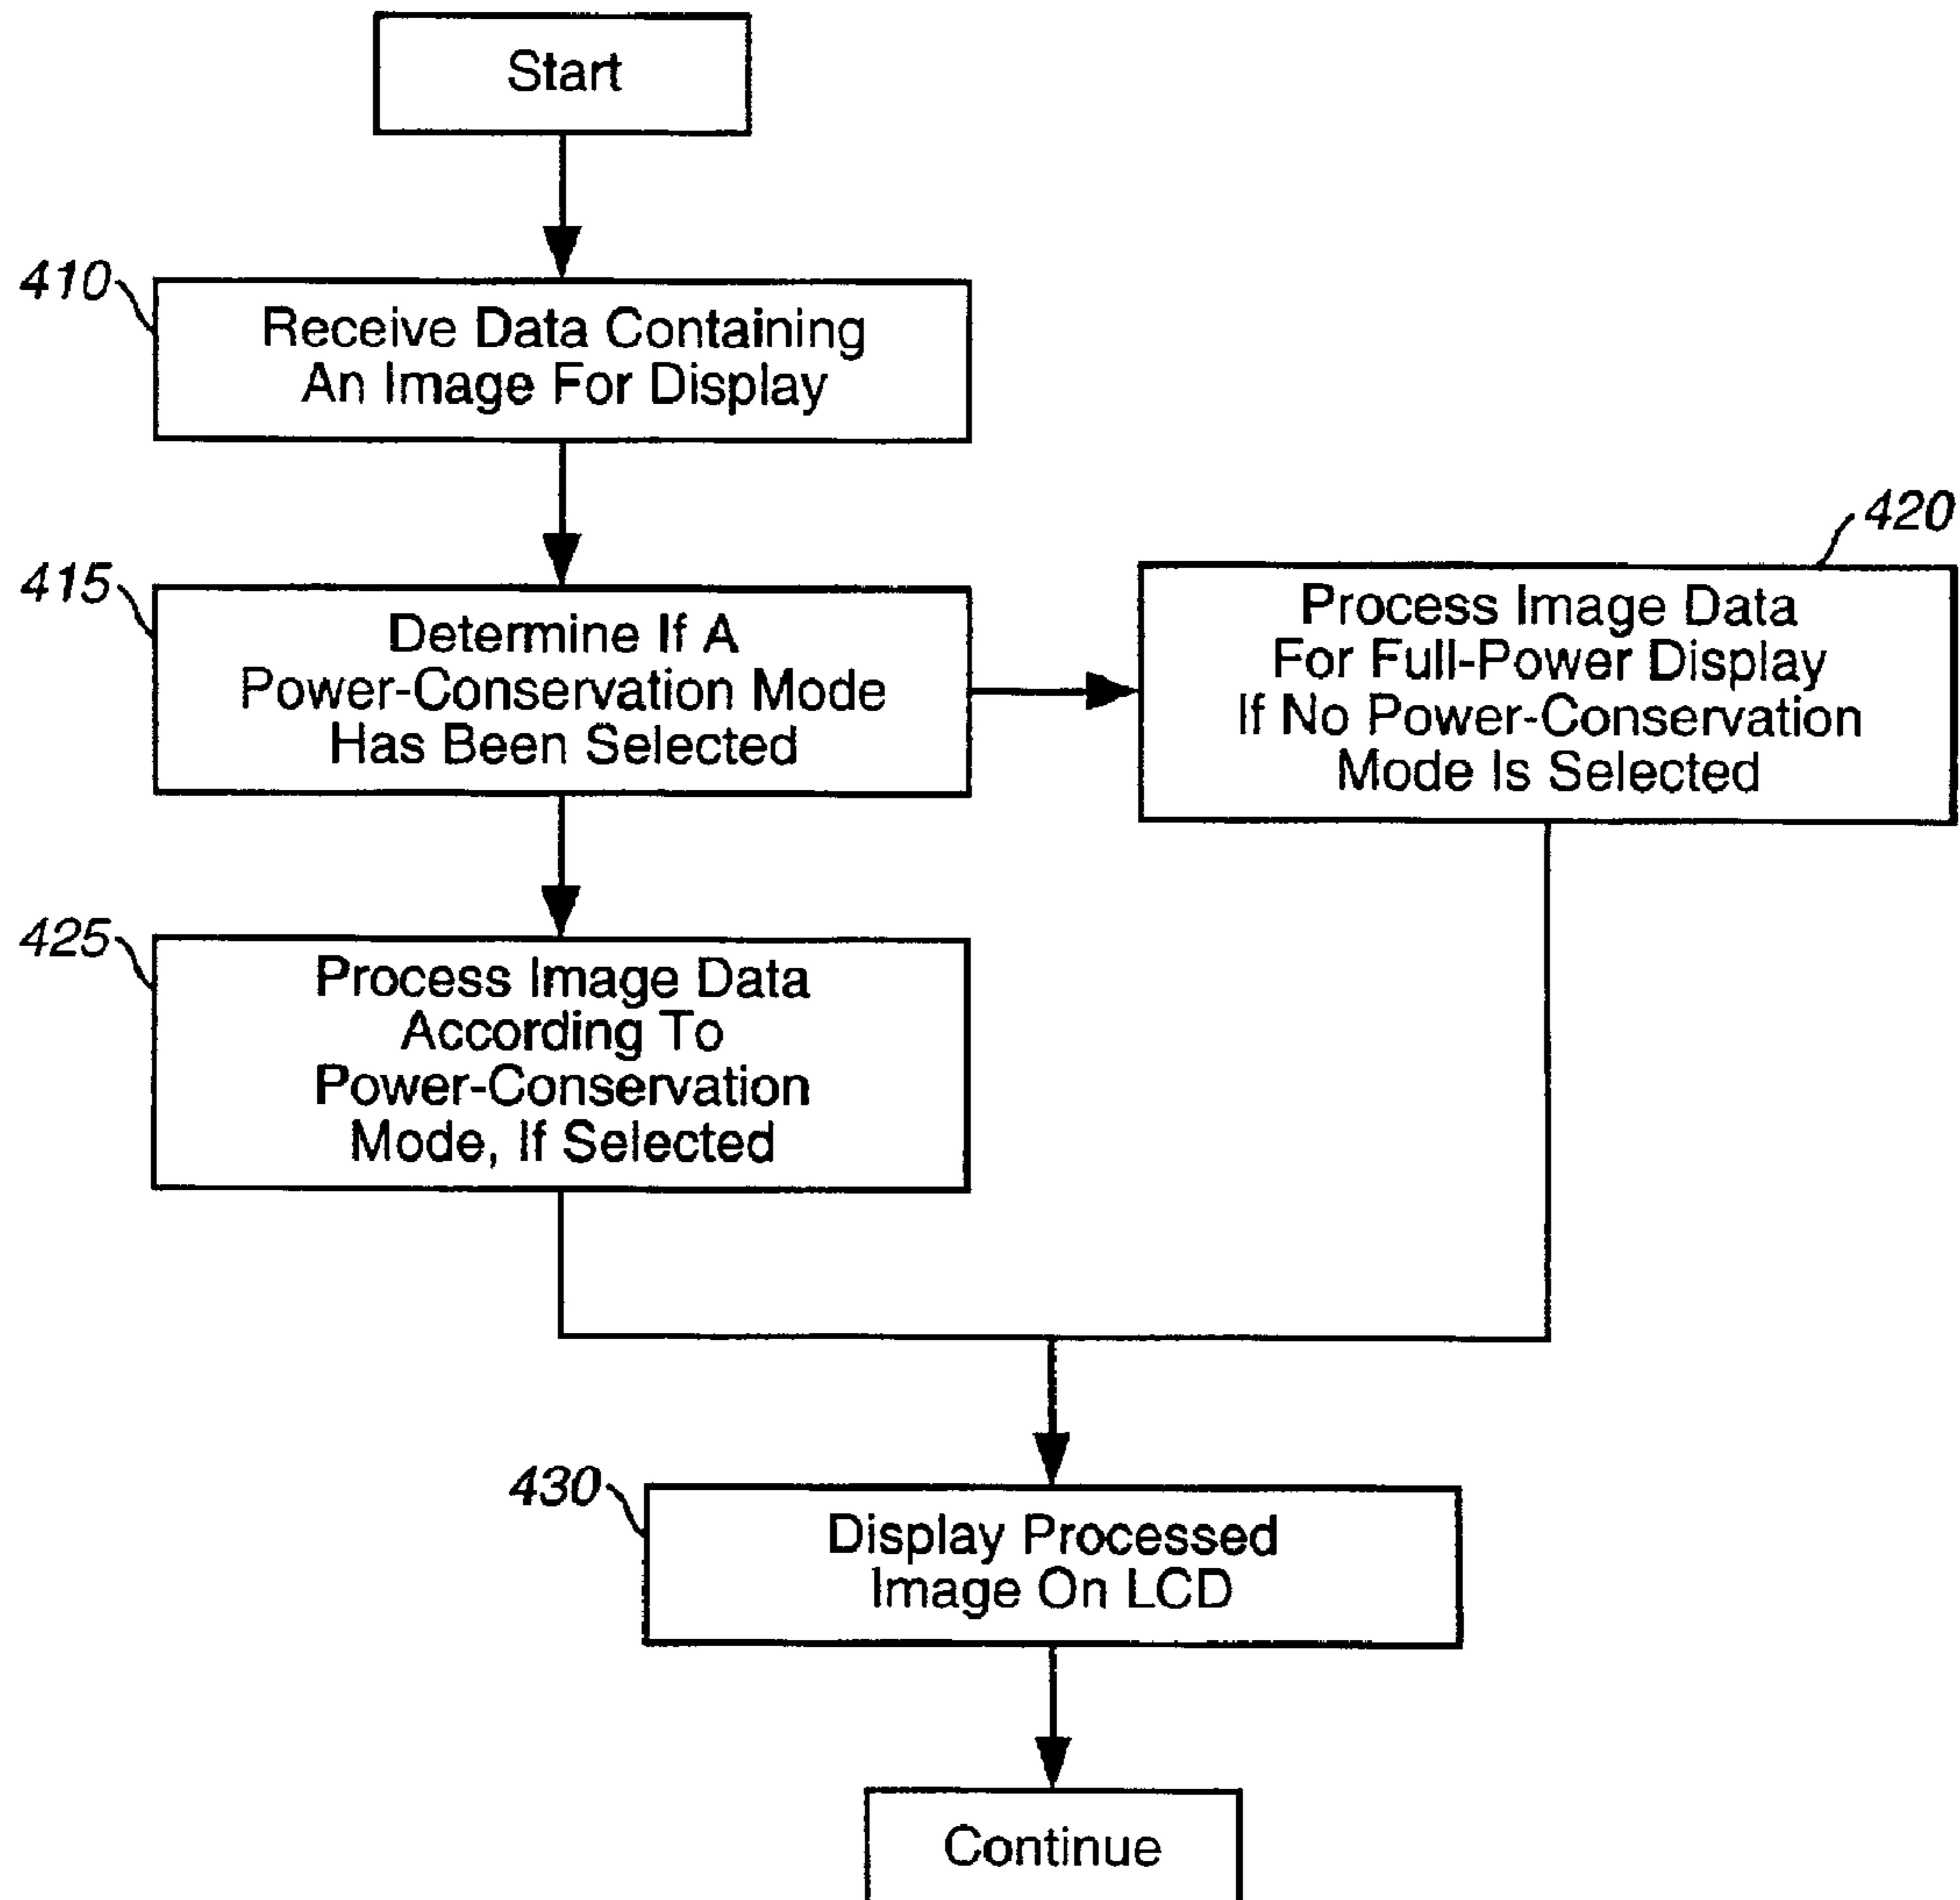 Start
410
Receive Data Containing
An Image For Display
415
Determine If A
Power-Conservation Mode
Has Been Selected
420
Process Image Data
For Full-Power Display
If No Power-Conservation
Mode Is Selected
425
Process Image Data
According To
Power-Conservation
Mode, If Selected
430
Display Processed
Image On LCD
Continue